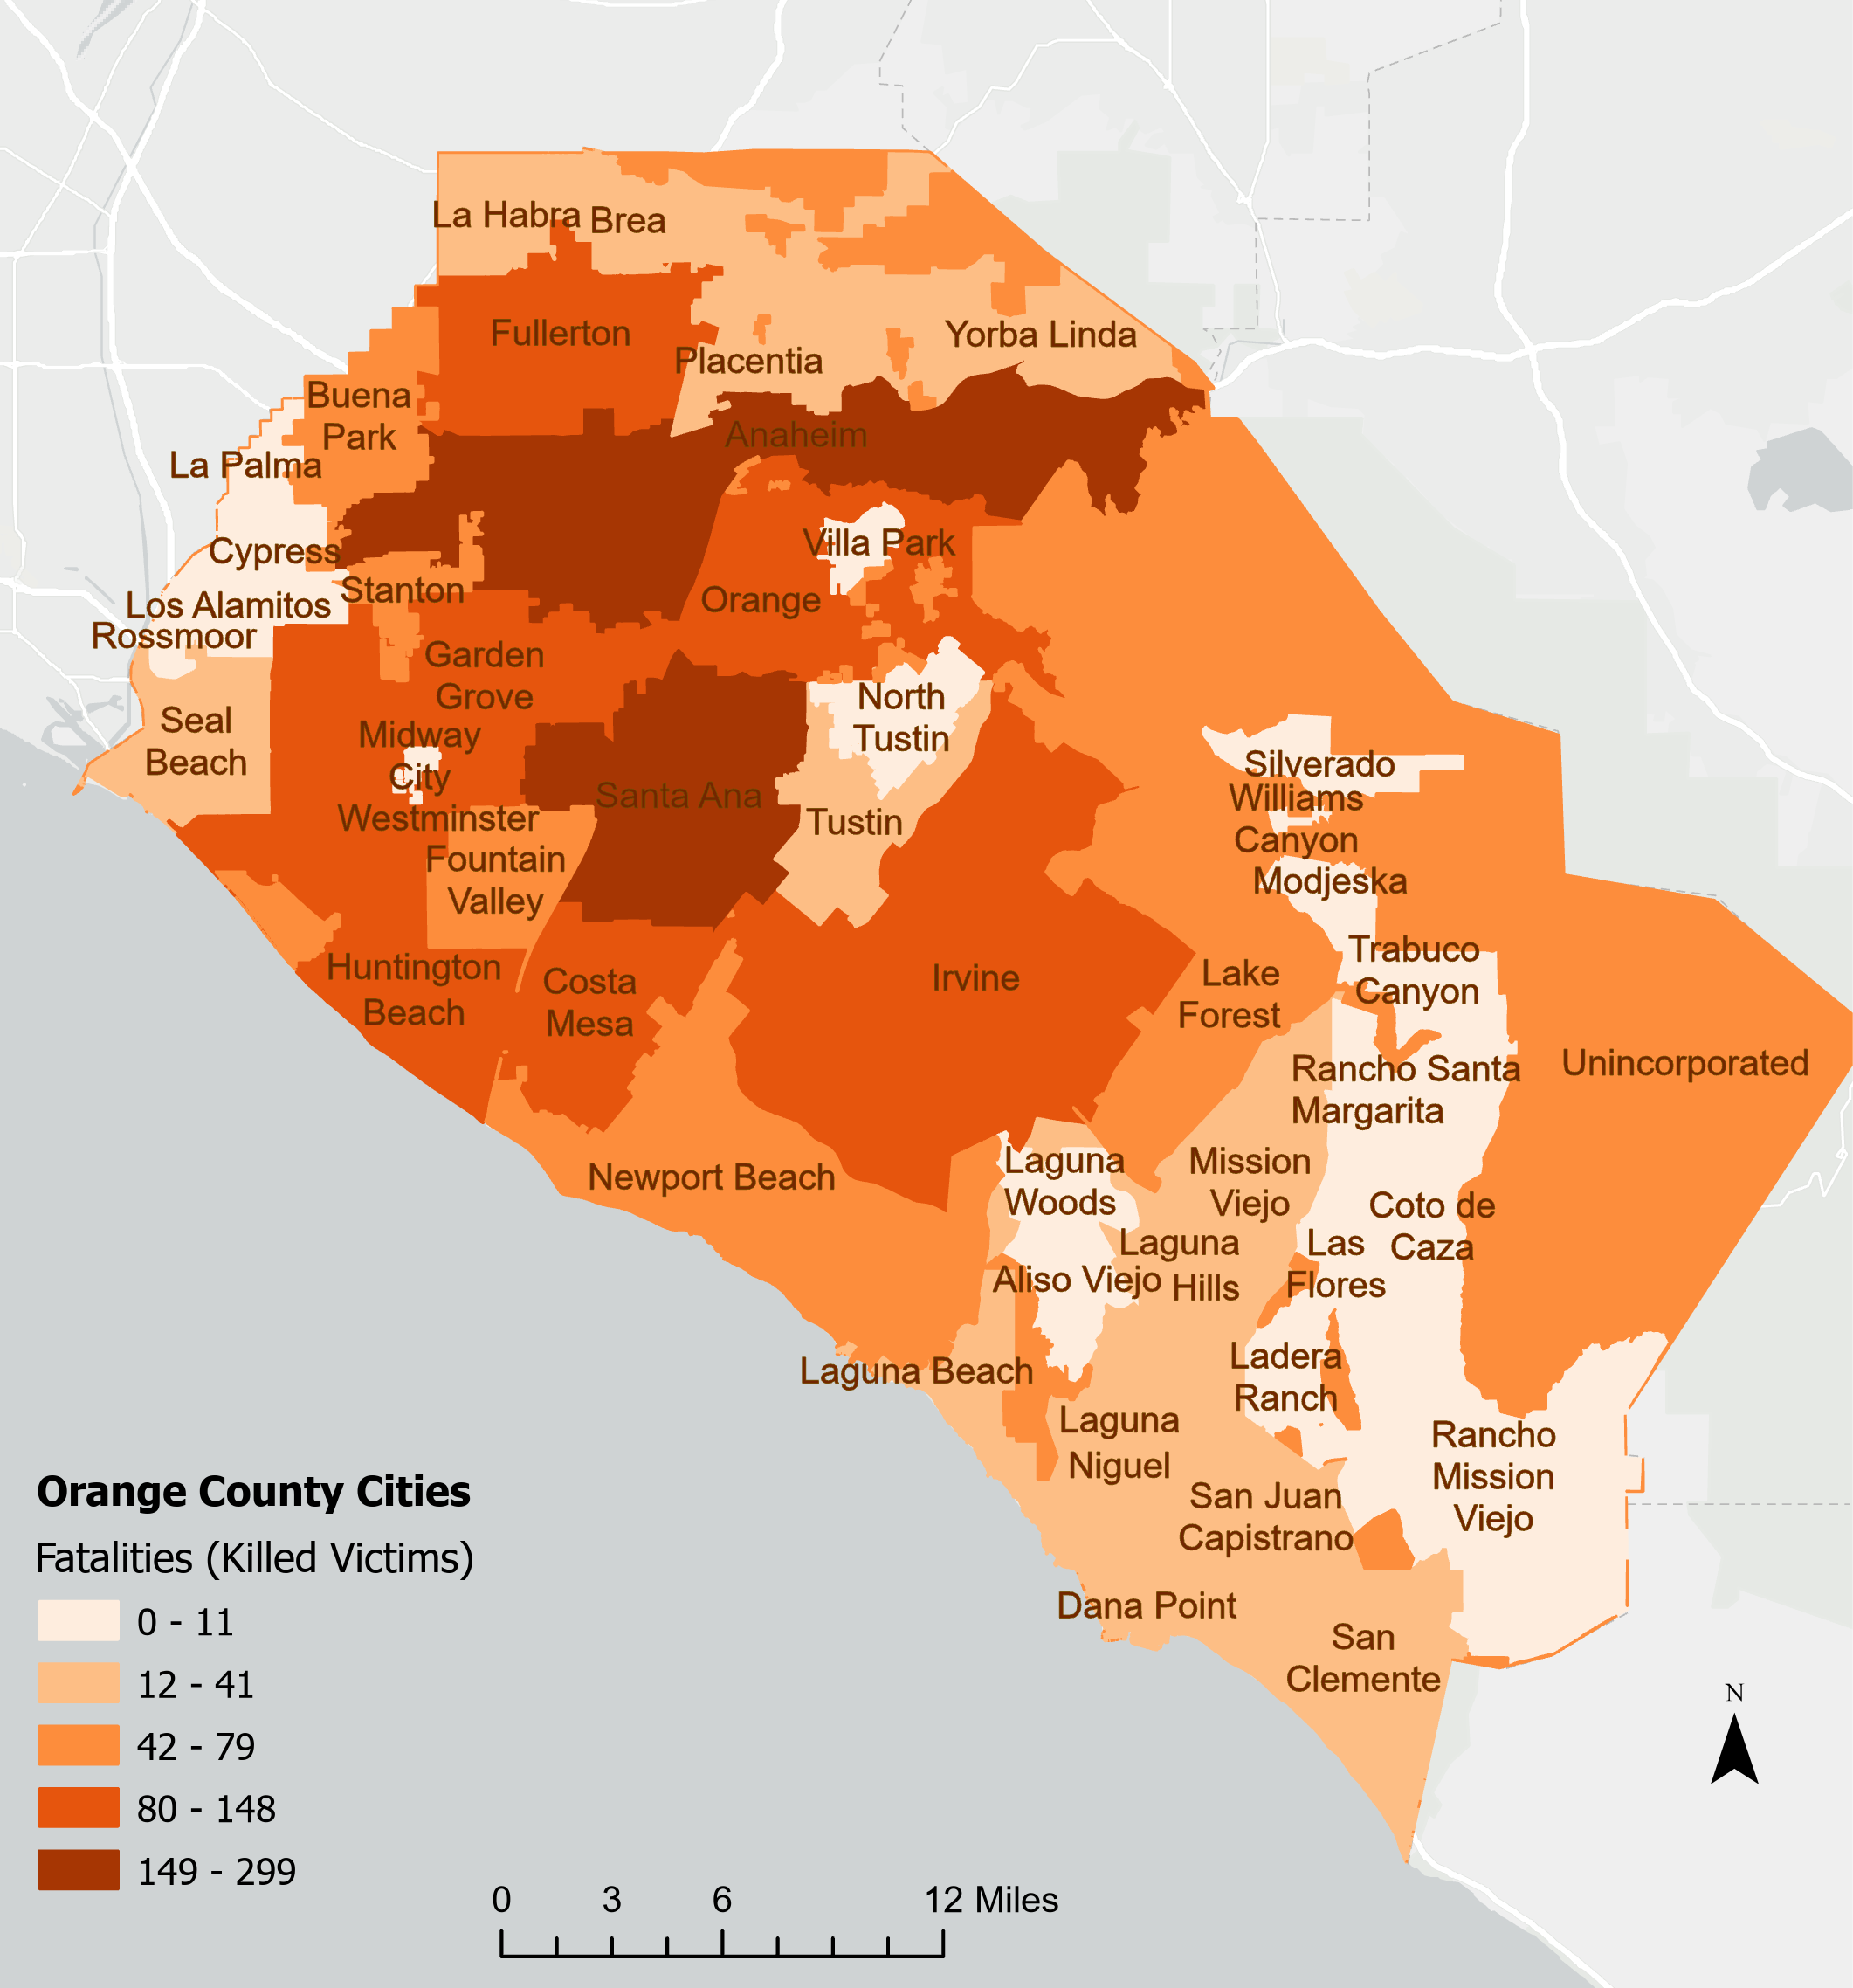 La Habra
Brea
Fullerton
Placentia
Yorba Linda
Buena
Park
Anaheim
La Palma
Cypress
Villa Park
Stanton
Orange
Los Alamitos
Rossmoor
Garden
Grove
North
Tustin
Seal
Beach
Midway
City
Silverado
Santa Ana
Williams
Canyon
Westminster
Tustin
Fountain
Valley
Modjeska
Trabuco
Canyon
Huntington
Beach
Costa
Mesa
Irvine
Lake
Forest
Rancho Santa
Margarita
Unincorporated
Newport Beach
Laguna
Woods
Mission
Viejo
Coto de
Caza
Laguna
Hills
Las
Flores
Aliso Viejo
Laguna Beach
Ladera
Ranch
Laguna
Niguel
Rancho
Mission
Viejo
San Juan
Capistrano
Dana Point
San
Clemente
Orange County Cities
Fatalities (Killed Victims)
0 - 11
12 - 41
42 - 79
80 - 148
149 - 299
0 3 6 12 Miles
N